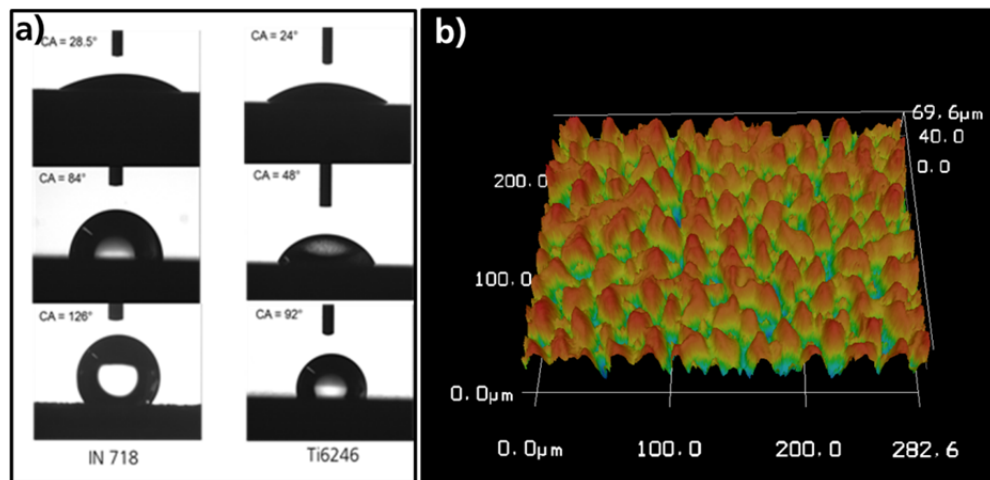 a)
CA = 28.5°
CA = 24°
CA = 84°
CA = 48°
CA = 126°
CA = 92°
IN 718
Ti6246
b)
69.6μm
40.0
0.0
200.0
100.0
0.0μm
0.0μm
100.0
200.0
282.6